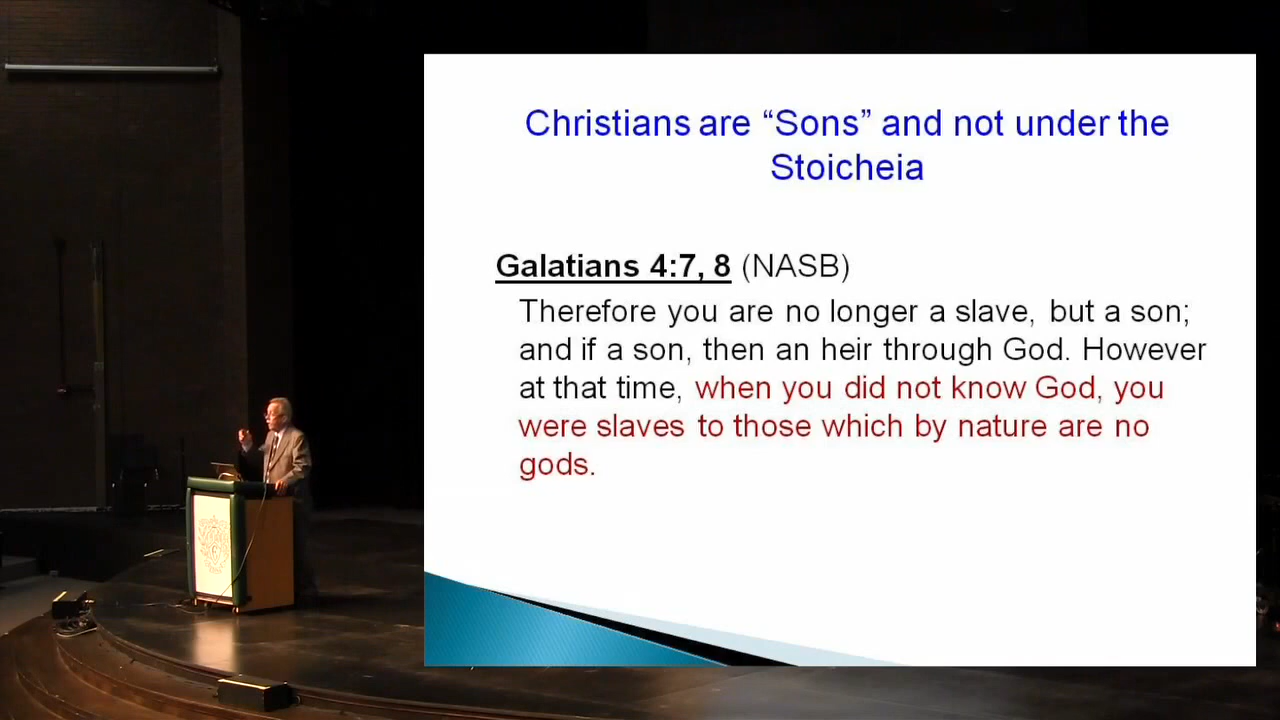 Christians are “Sons” and not under the
Stoicheia
Galatians 4:7, 8 (NASB)
Therefore you are no longer a slave, but a son;
and if a son, then an heir through God. However
at that time, when you did not know God, you
were slaves to those which by nature are no
gods.